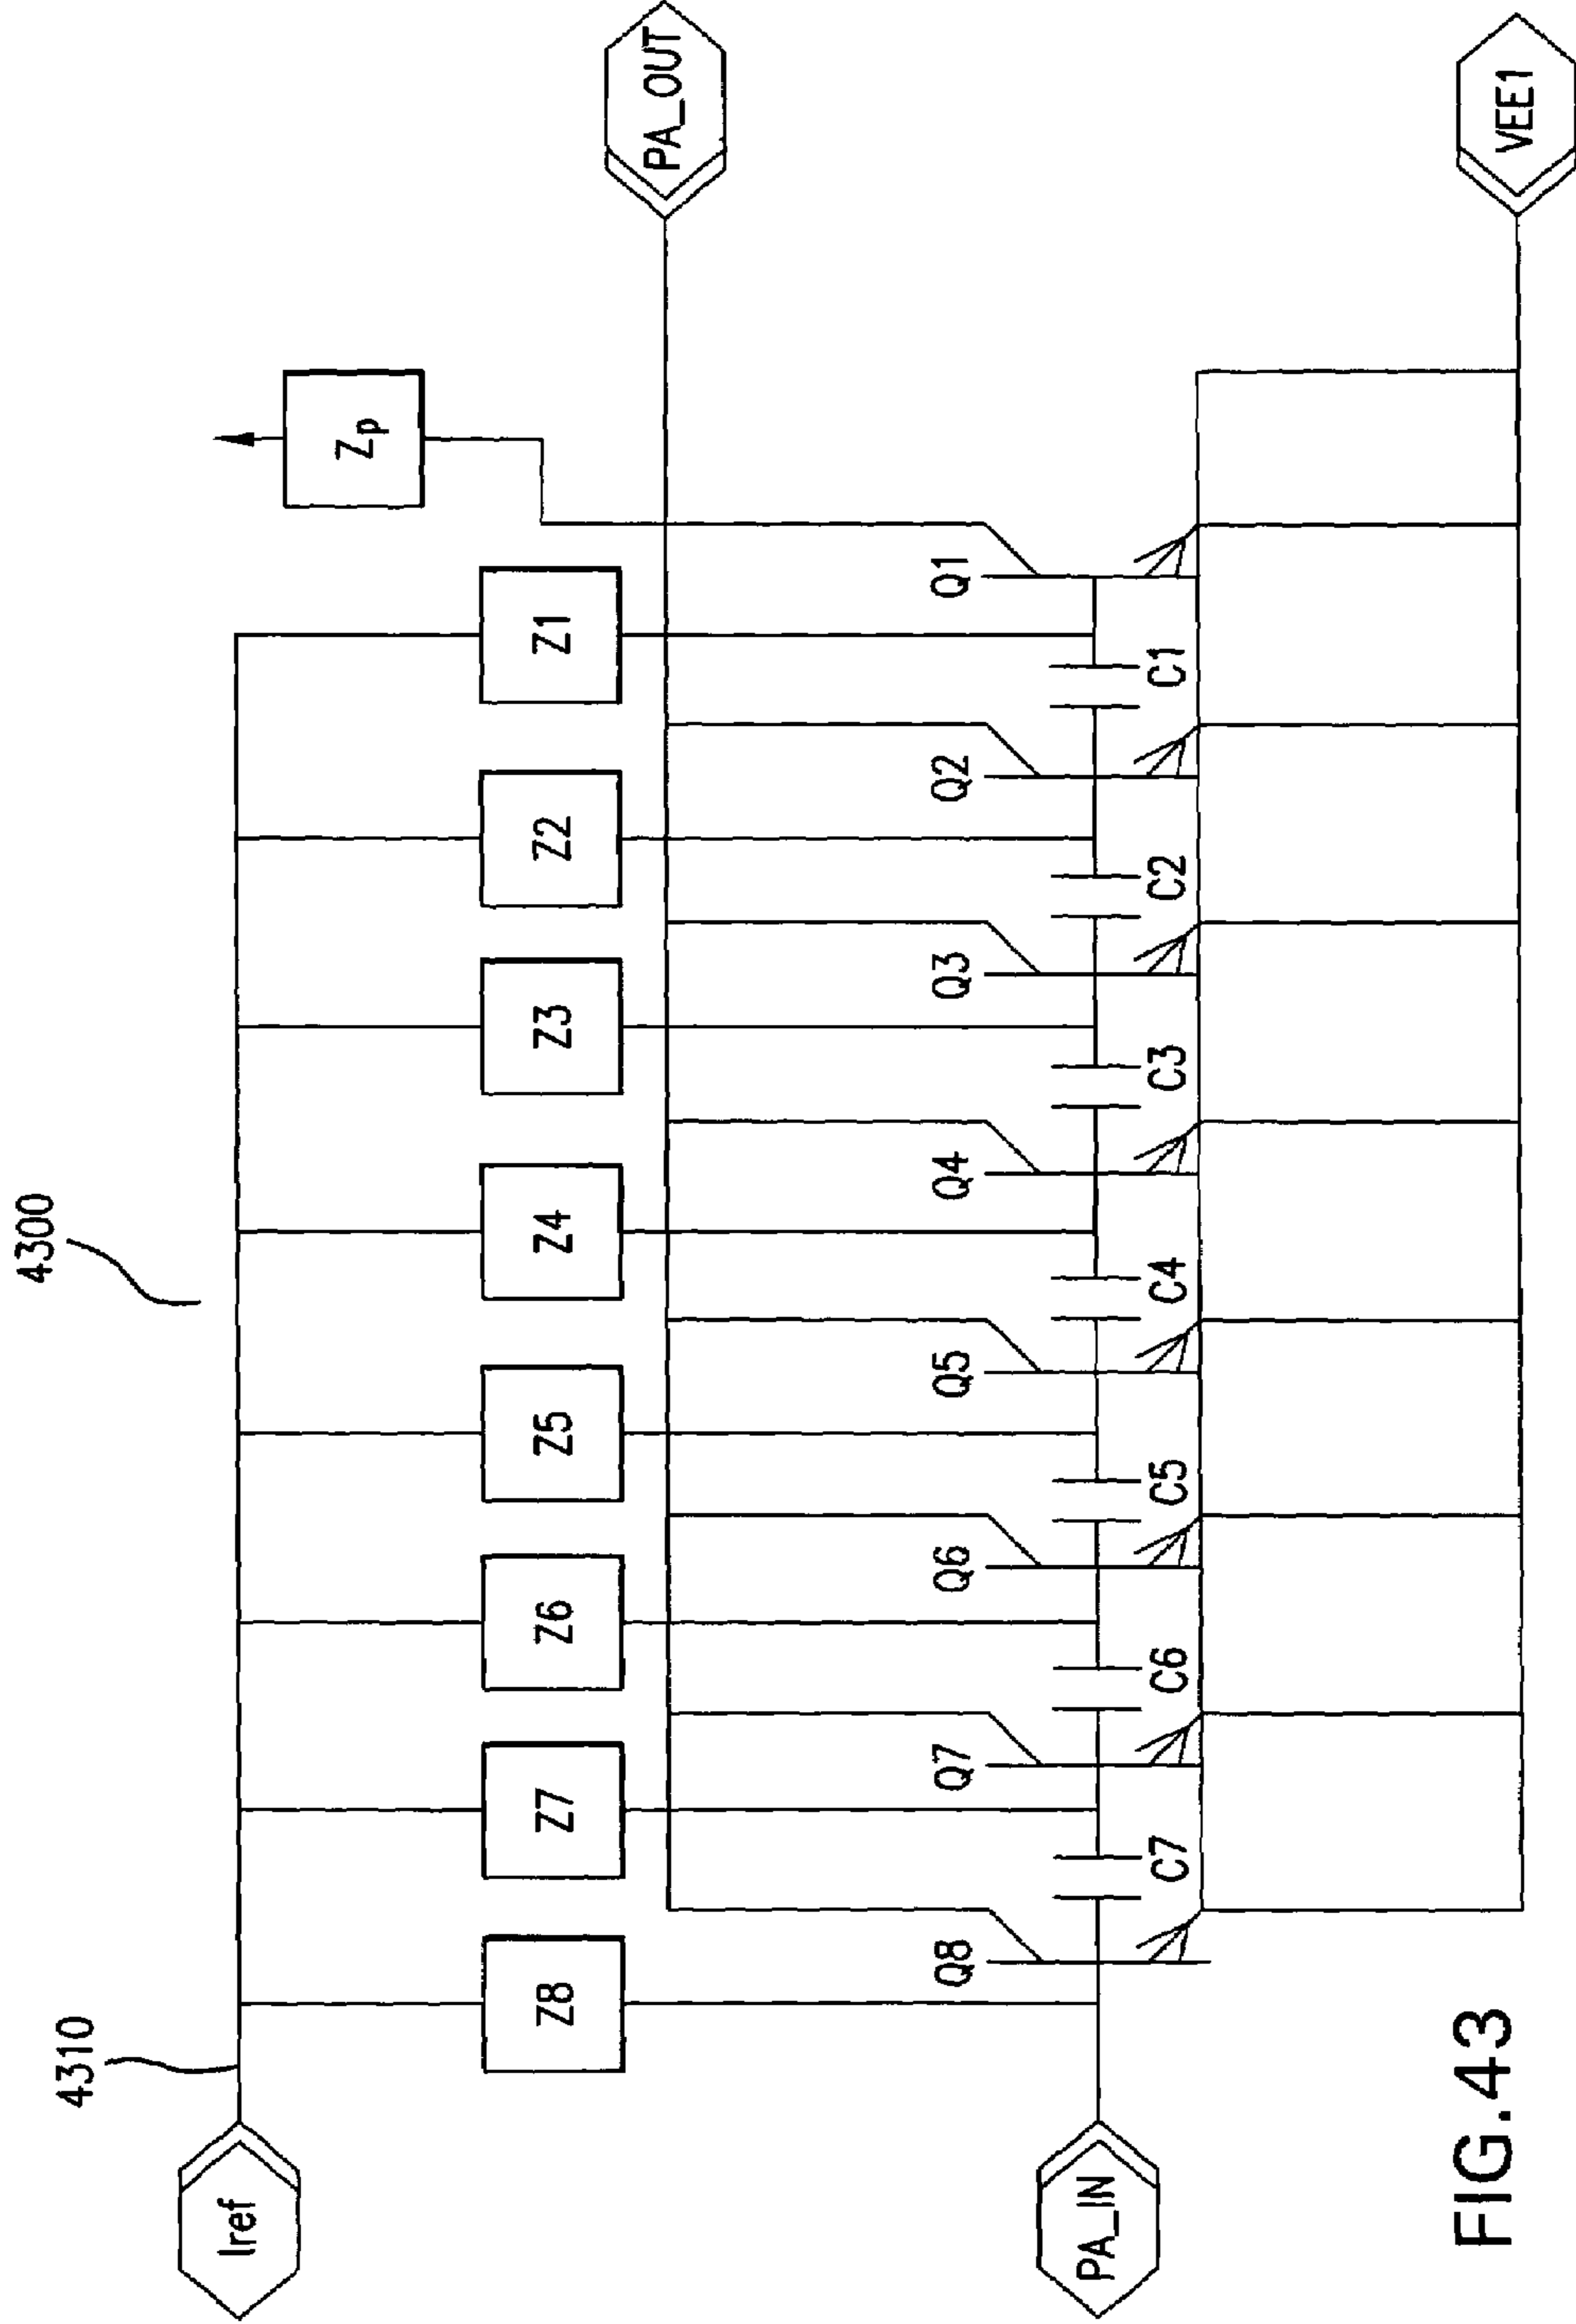 4300
4310
Iref
Zp
Z8
Z7
Z6
Z5
Z4
Z3
Z2
Z1
PA_OUT
Q8
Q7
Q6
Q5
Q4
Q3
Q2
Q1
PA_IN
C7
C6
C5
C4
C3
C2
C1
VEE1
FIG.43